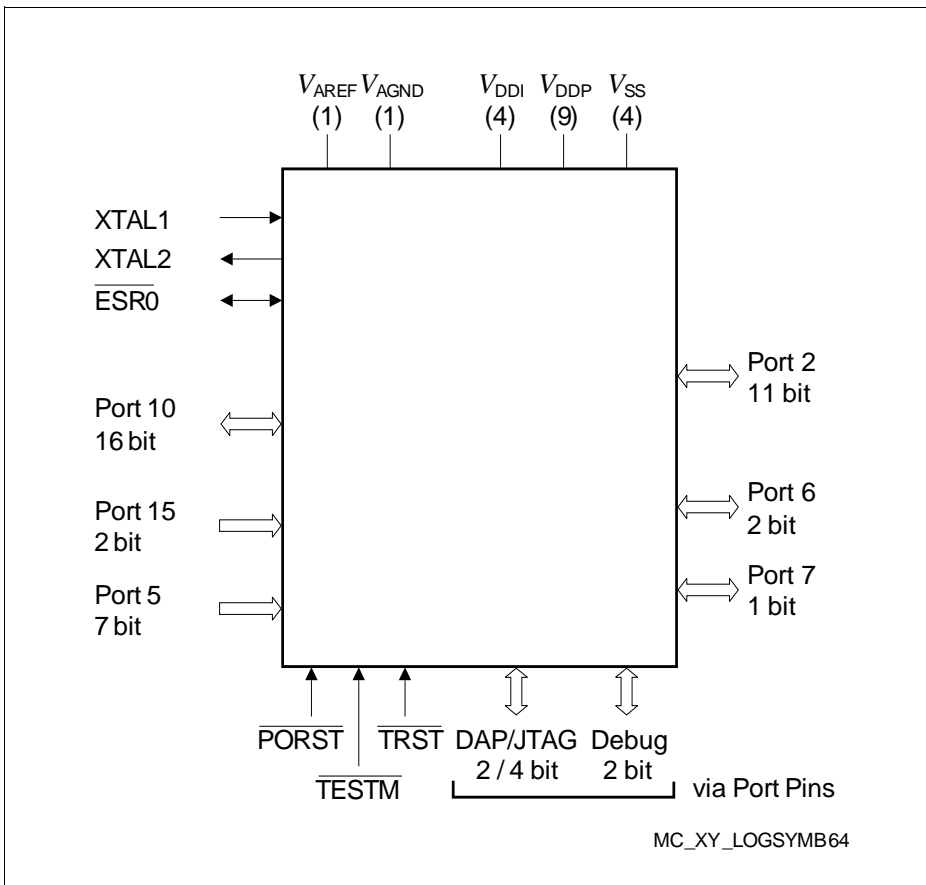 VAREF VAGND VDDI VDDP VSS
(1) (1) (4) (9) (4)
XTAL1
XTAL2
ESR0
Port 2
11 bit
Port 10
16 bit
Port 6
2 bit
Port 15
2 bit
Port 7
1 bit
Port 5
7 bit
PORST TRST DAP/JTAG Debug
2 / 4 bit 2 bit
TESTM via Port Pins
MC_XY_LOGSYMB64